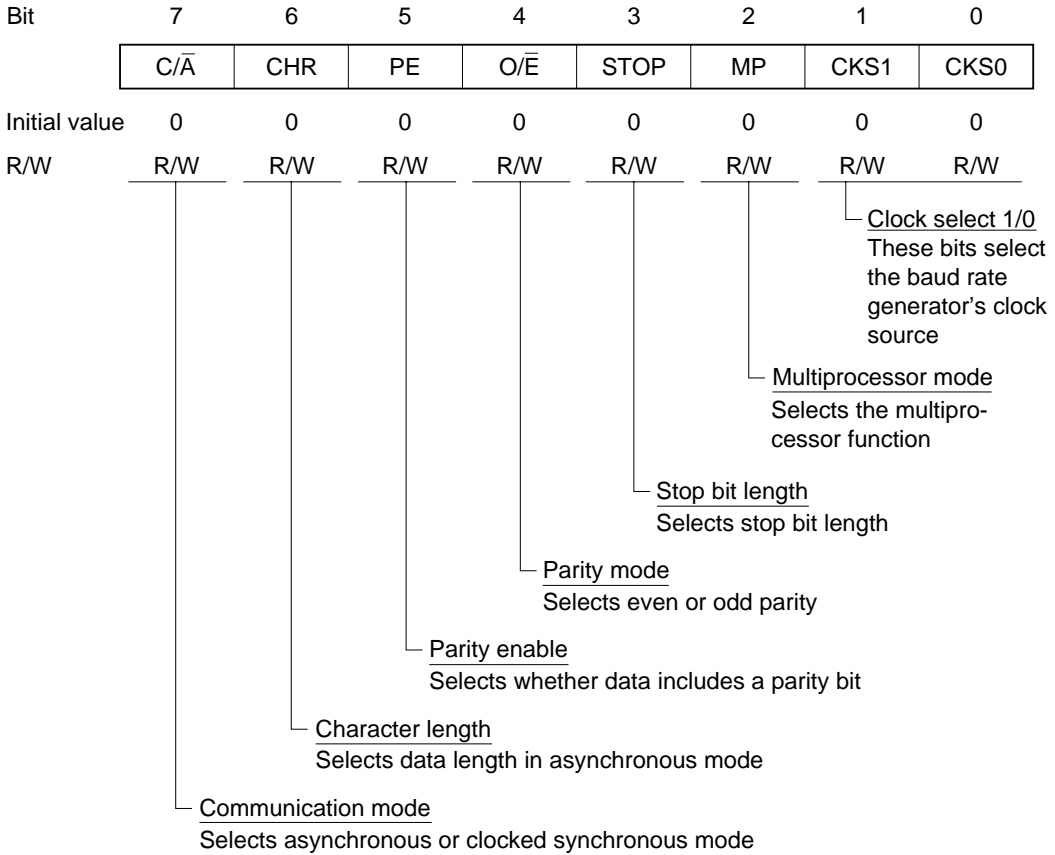 Bit 7 6 5 4 3 2 1 0
C/A̅ CHR PE O/E̅ STOP MP CKS1 CKS0
Initial value 0 0 0 0 0 0 0 0
R/W R/W R/W R/W R/W R/W R/W R/W R/W
Clock select 1/0
These bits select
the baud rate
generator's clock
source
Multiprocessor mode
Selects the multipro-
cessor function
Stop bit length
Selects stop bit length
Parity mode
Selects even or odd parity
Parity enable
Selects whether data includes a parity bit
Character length
Selects data length in asynchronous mode
Communication mode
Selects asynchronous or clocked synchronous mode